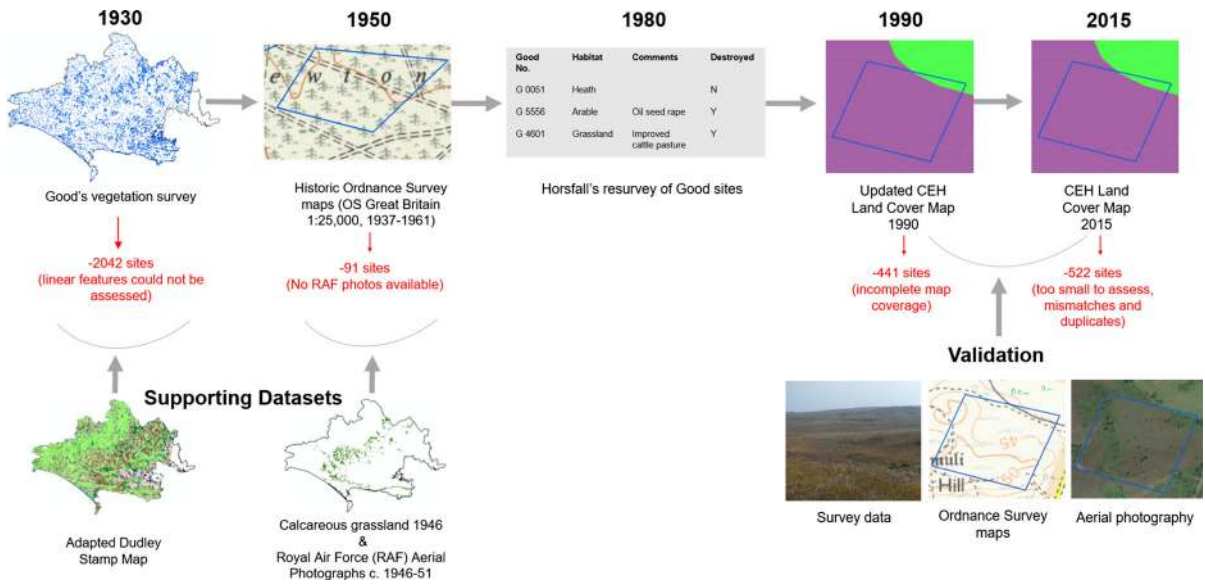 1930
1950
1980
1990
2015
e w t o n
Good No. Habitat Comments Destroyed
G 0051 Heath N
G 5556 Arable Oil seed rape Y
G 4601 Grassland Improved cattle pasture Y
Good's vegetation survey
Historic Ordnance Survey
maps (OS Great Britain
1:25,000, 1937-1961)
Horsfall's resurvey of Good sites
Updated CEH
Land Cover Map
1990
CEH Land
Cover Map
2015
-2042 sites
(linear features could not be
assessed)
-91 sites
(No RAF photos available)
-441 sites
(incomplete map
coverage)
-522 sites
(too small to assess,
mismatches and
duplicates)
Supporting Datasets
Validation
45
muli
Hill
Adapted Dudley
Stamp Map
Calcareous grassland 1946
&
Royal Air Force (RAF) Aerial
Photographs c. 1946-51
Survey data
Ordnance Survey
maps
Aerial photography